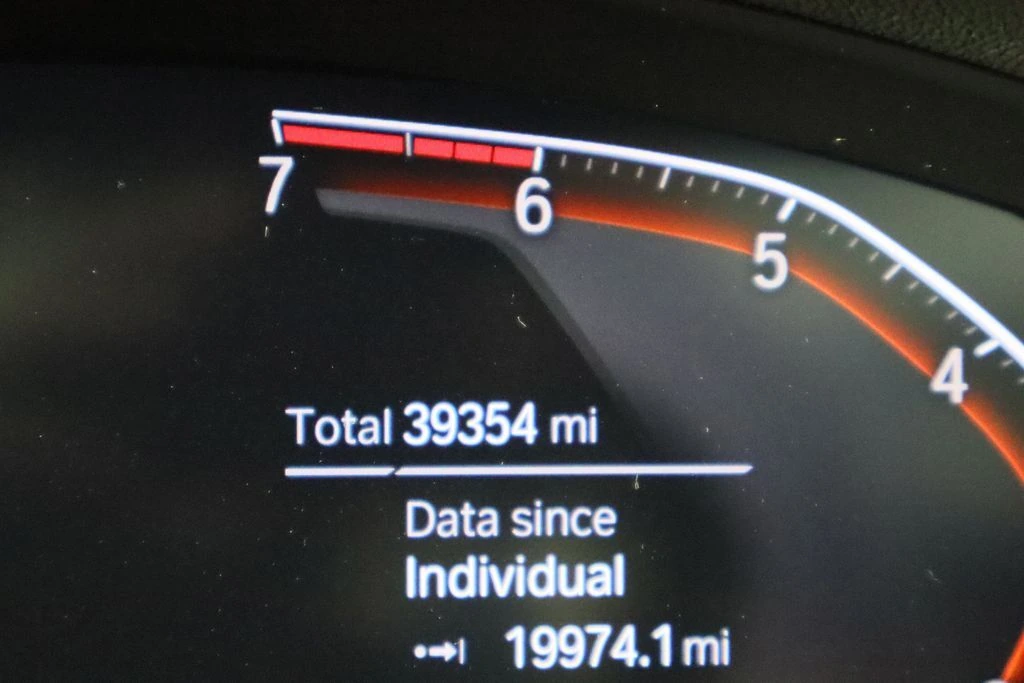 7
6
5
4
Total 39354 mi
Data since
Individual
19974.1 mi